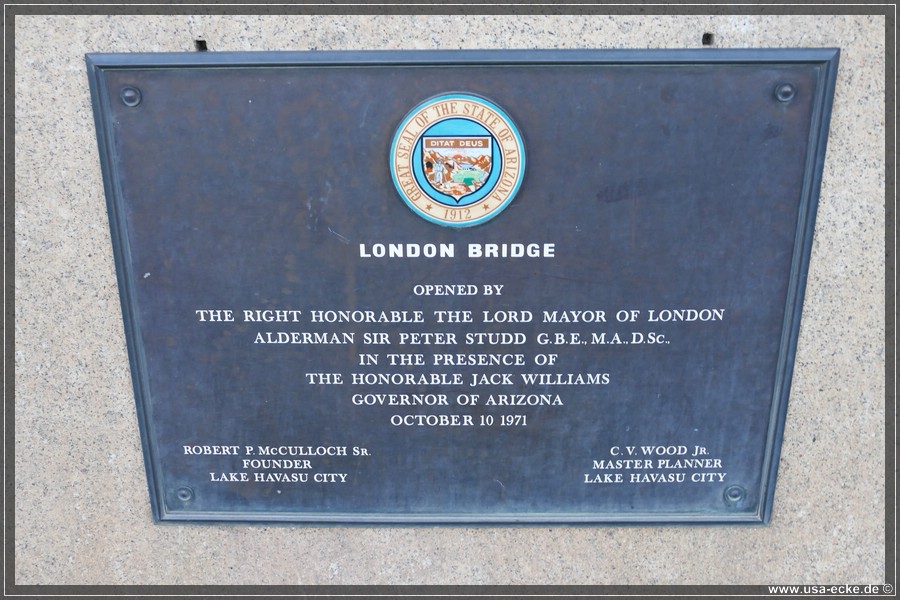 GREAT SEAL OF THE STATE OF ARIZONA
DITAT DEUS
★ 1912 ★
LONDON BRIDGE
OPENED BY
THE RIGHT HONORABLE THE LORD MAYOR OF LONDON
ALDERMAN SIR PETER STUDD G.B.E., M.A., D.Sc.,
IN THE PRESENCE OF
THE HONORABLE JACK WILLIAMS
GOVERNOR OF ARIZONA
OCTOBER 10 1971
ROBERT P. McCULLOCH Sr.
FOUNDER
LAKE HAVASU CITY
C. V. WOOD Jr.
MASTER PLANNER
LAKE HAVASU CITY
www.usa-ecke.de ©